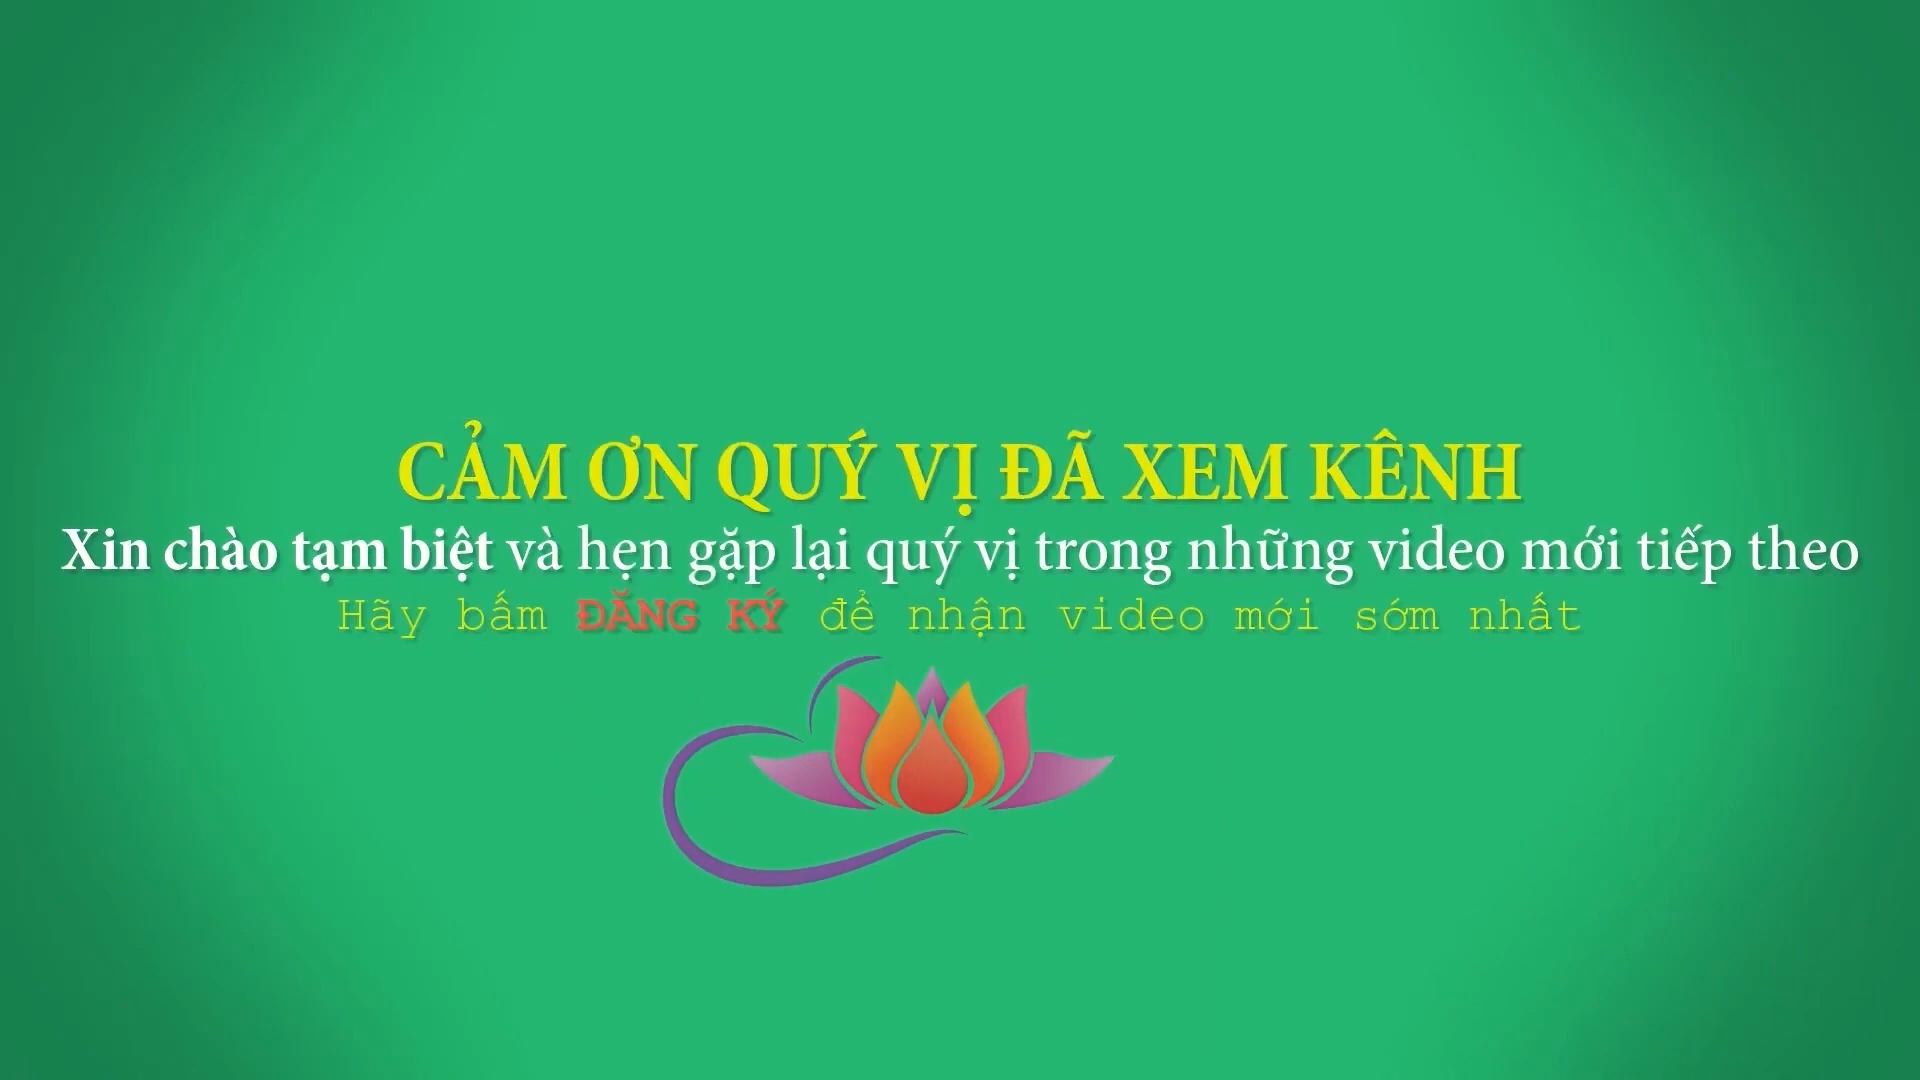 CẢM ƠN QUÝ VỊ ĐÃ XEM KÊNH
Xin chào tạm biệt và hẹn gặp lại quý vị trong những video mới tiếp theo
Hãy bấm ĐĂNG KÝ để nhận video mới sớm nhất